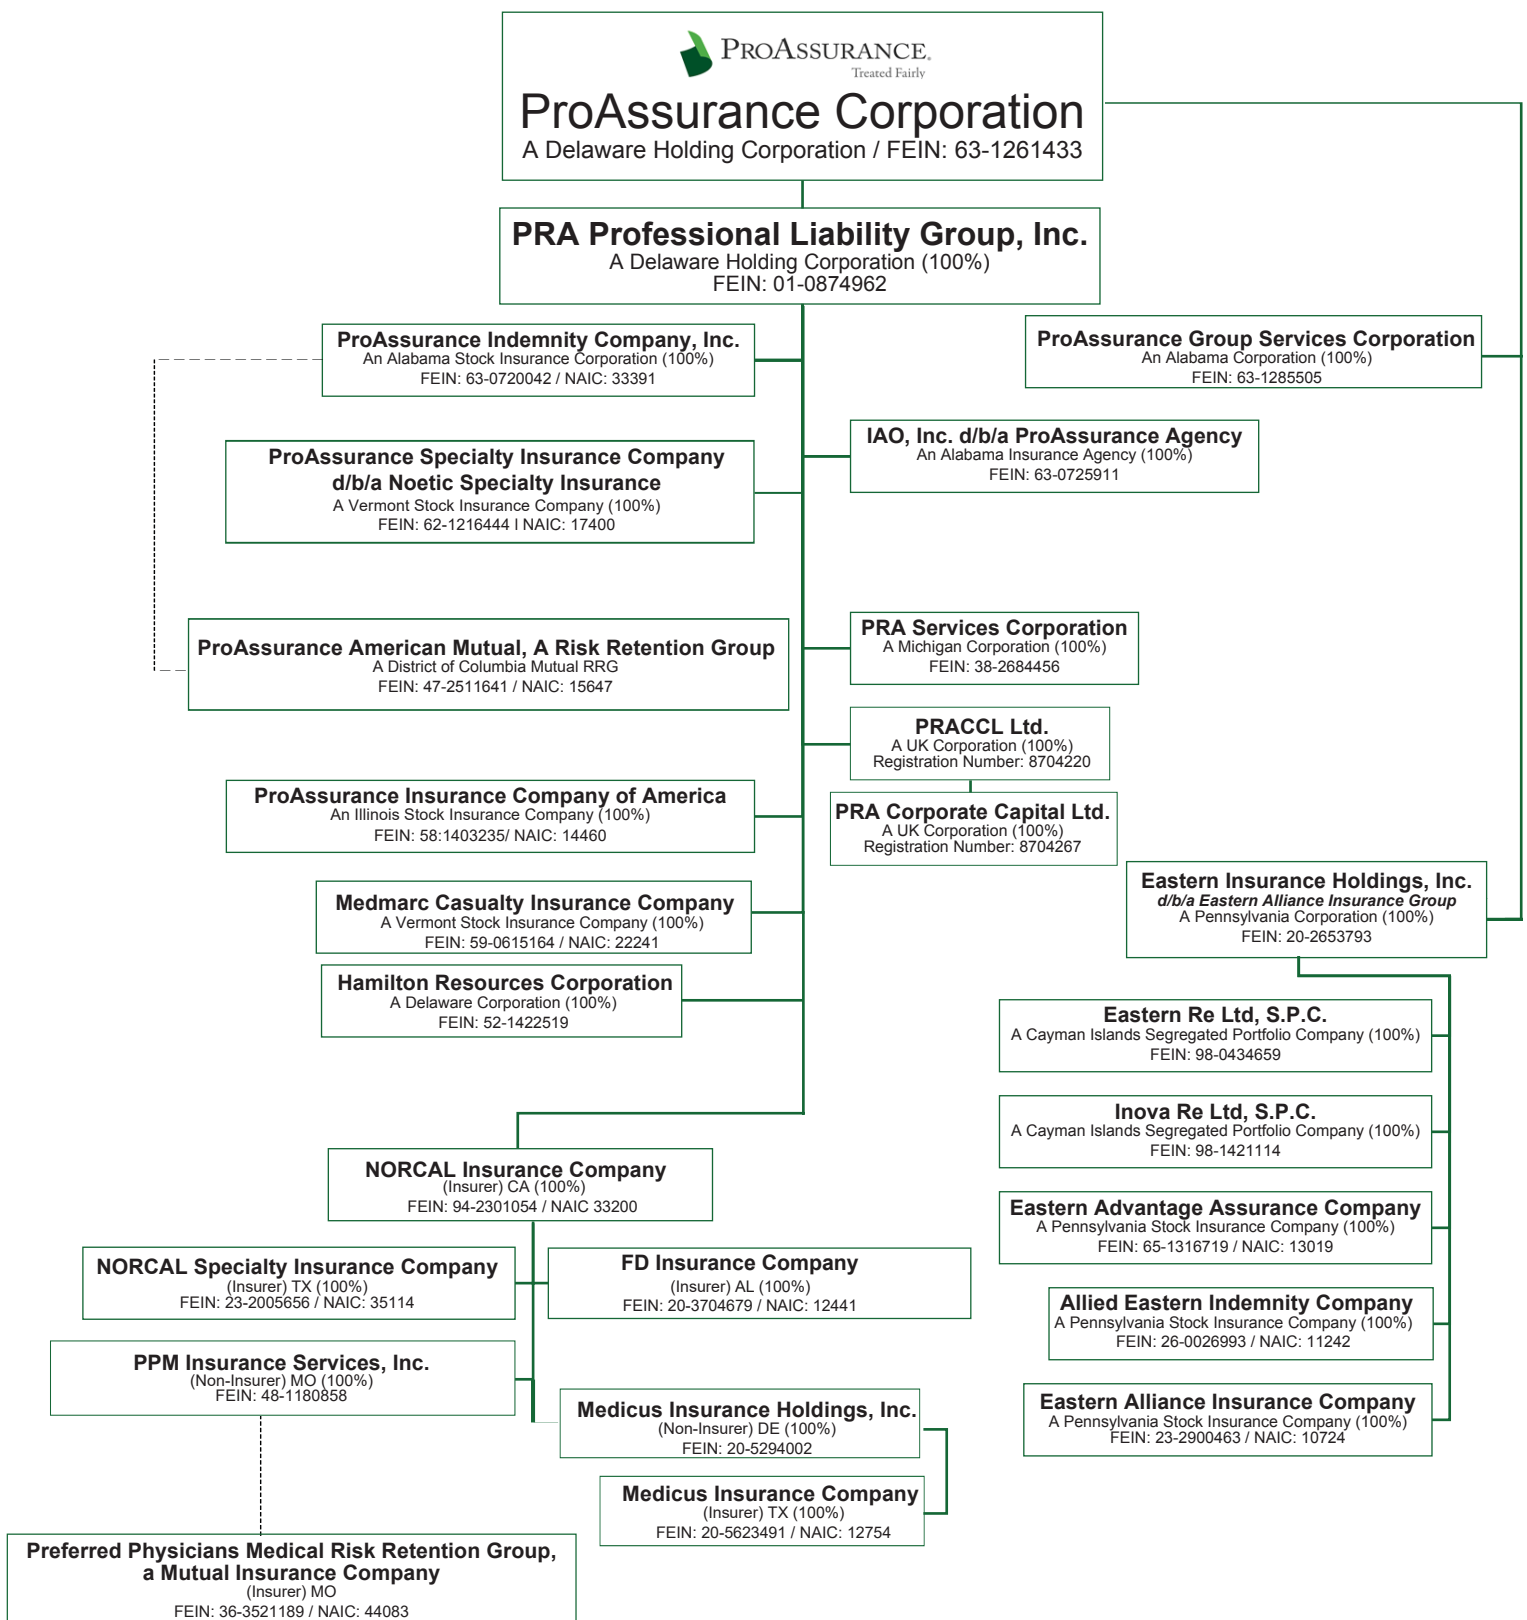 PROASSURANCE®
Treated Fairly
ProAssurance Corporation
A Delaware Holding Corporation / FEIN: 63-1261433
PRA Professional Liability Group, Inc.
A Delaware Holding Corporation (100%)
FEIN: 01-0874962
ProAssurance Indemnity Company, Inc.
An Alabama Stock Insurance Corporation (100%)
FEIN: 63-0720042 / NAIC: 33391
ProAssurance Group Services Corporation
An Alabama Corporation (100%)
FEIN: 63-1285505
IAO, Inc. d/b/a ProAssurance Agency
An Alabama Insurance Agency (100%)
FEIN: 63-0725911
ProAssurance Specialty Insurance Company
d/b/a Noetic Specialty Insurance
A Vermont Stock Insurance Company (100%)
FEIN: 62-1216444 I NAIC: 17400
ProAssurance American Mutual, A Risk Retention Group
A District of Columbia Mutual RRG
FEIN: 47-2511641 / NAIC: 15647
PRA Services Corporation
A Michigan Corporation (100%)
FEIN: 38-2684456
PRACCL Ltd.
A UK Corporation (100%)
Registration Number: 8704220
ProAssurance Insurance Company of America
An Illinois Stock Insurance Company (100%)
FEIN: 58:1403235/ NAIC: 14460
PRA Corporate Capital Ltd.
A UK Corporation (100%)
Registration Number: 8704267
Eastern Insurance Holdings, Inc.
d/b/a Eastern Alliance Insurance Group
A Pennsylvania Corporation (100%)
FEIN: 20-2653793
Medmarc Casualty Insurance Company
A Vermont Stock Insurance Company (100%)
FEIN: 59-0615164 / NAIC: 22241
Hamilton Resources Corporation
A Delaware Corporation (100%)
FEIN: 52-1422519
Eastern Re Ltd, S.P.C.
A Cayman Islands Segregated Portfolio Company (100%)
FEIN: 98-0434659
Inova Re Ltd, S.P.C.
A Cayman Islands Segregated Portfolio Company (100%)
FEIN: 98-1421114
NORCAL Insurance Company
(Insurer) CA (100%)
FEIN: 94-2301054 / NAIC 33200
Eastern Advantage Assurance Company
A Pennsylvania Stock Insurance Company (100%)
FEIN: 65-1316719 / NAIC: 13019
NORCAL Specialty Insurance Company
(Insurer) TX (100%)
FEIN: 23-2005656 / NAIC: 35114
FD Insurance Company
(Insurer) AL (100%)
FEIN: 20-3704679 / NAIC: 12441
Allied Eastern Indemnity Company
A Pennsylvania Stock Insurance Company (100%)
FEIN: 26-0026993 / NAIC: 11242
PPM Insurance Services, Inc.
(Non-Insurer) MO (100%)
FEIN: 48-1180858
Medicus Insurance Holdings, Inc.
(Non-Insurer) DE (100%)
FEIN: 20-5294002
Eastern Alliance Insurance Company
A Pennsylvania Stock Insurance Company (100%)
FEIN: 23-2900463 / NAIC: 10724
Medicus Insurance Company
(Insurer) TX (100%)
FEIN: 20-5623491 / NAIC: 12754
Preferred Physicians Medical Risk Retention Group,
a Mutual Insurance Company
(Insurer) MO
FEIN: 36-3521189 / NAIC: 44083